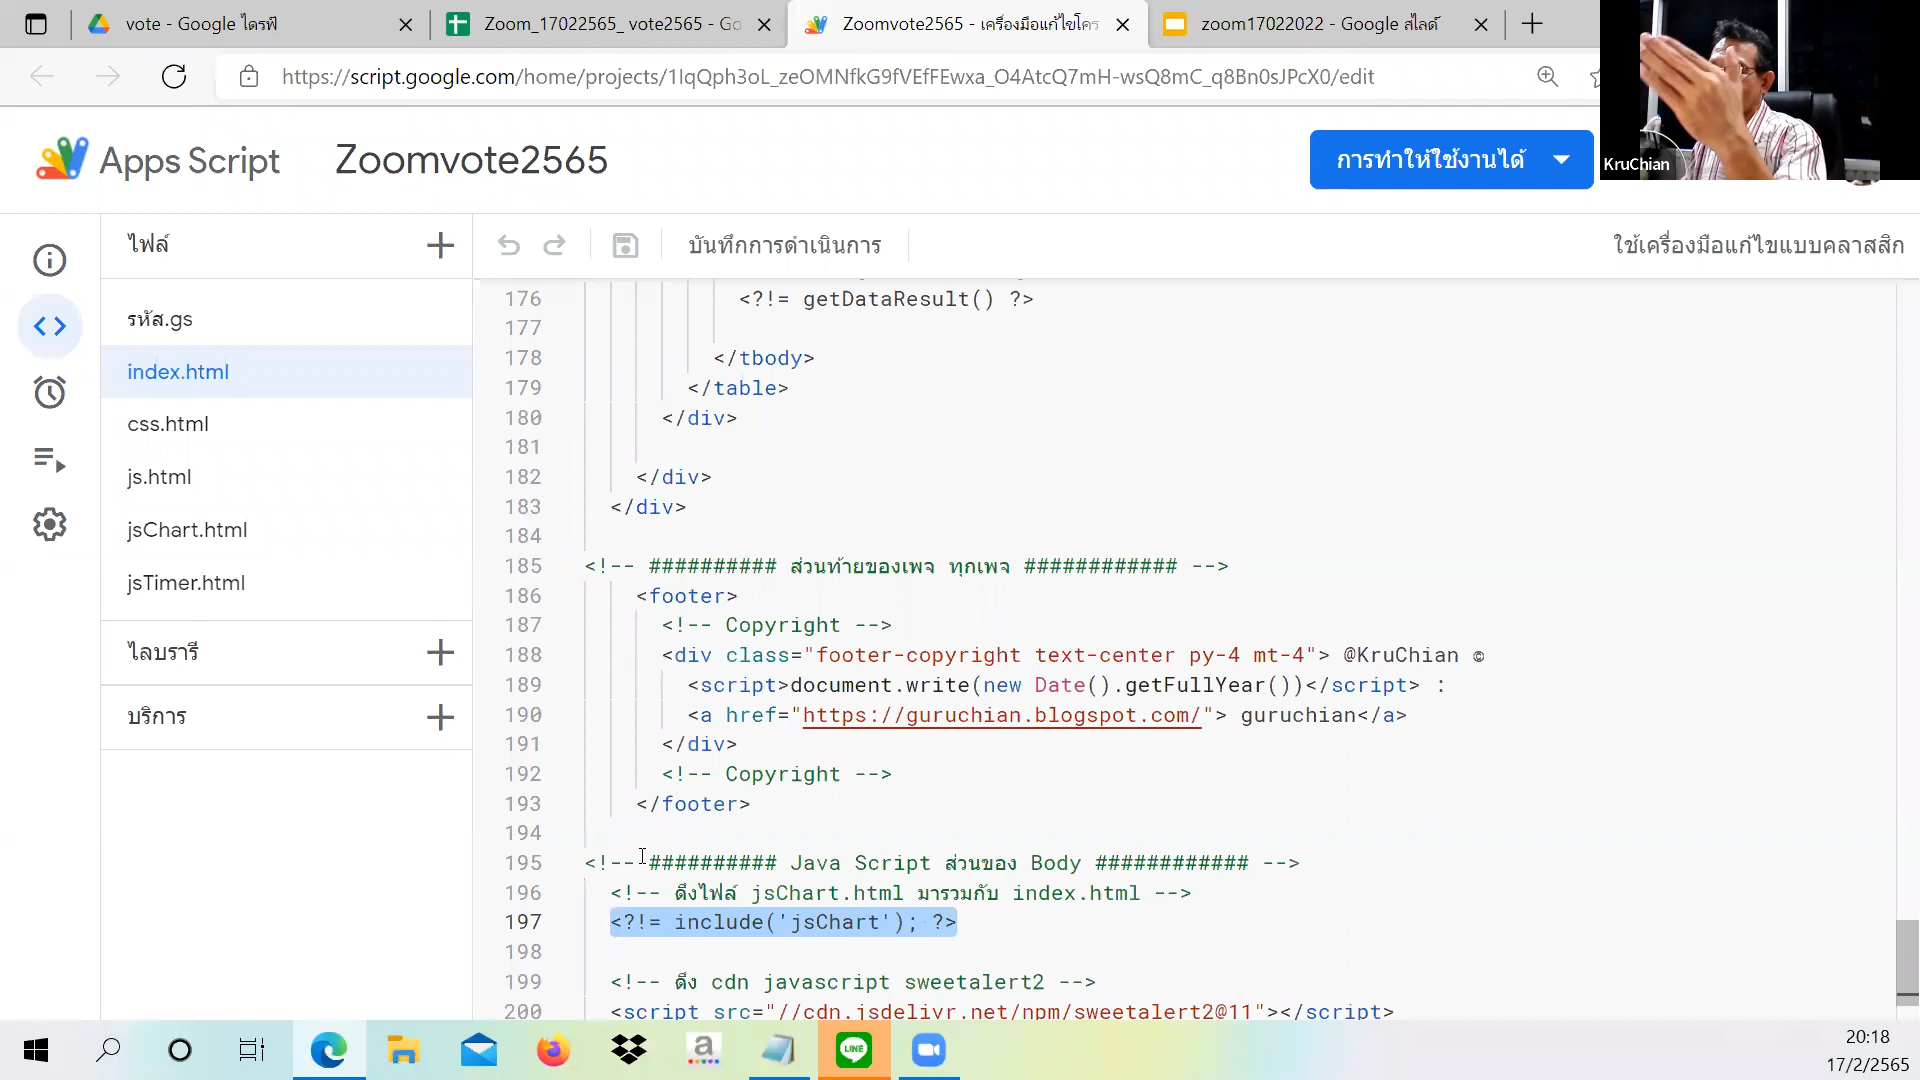 vote - Google ไดรฟ์
Zoom_17022565_ vote2565 - Go
Zoomvote2565 - เครื่องมือแก้ไขโคร
zoom17022022 - Google สไลด์
https://script.google.com/home/projects/1IqQph3oL_zeOMNfkG9fVEfFEwxa_O4AtcQ7mH-wsQ8mC_q8Bn0sJPcX0/edit
Apps Script
Zoomvote2565
การทำให้ใช้งานได้
KruChian
ไฟล์
บันทึกการดำเนินการ
ใช้เครื่องมือแก้ไขแบบคลาสสิก
รหัส.gs
index.html
css.html
js.html
jsChart.html
jsTimer.html
ไลบรารี
บริการ
176 <?!= getDataResult() ?>
177
178 </tbody>
179 </table>
180 </div>
181
182 </div>
183 </div>
184
185 <!-- ########## ส่วนท้ายของเพจ ทุกเพจ ############ -->
186 <footer>
187 <!-- Copyright -->
188 <div class="footer-copyright text-center py-4 mt-4"> @KruChian ©
189 <script>document.write(new Date().getFullYear())</script> :
190 <a href="https://guruchian.blogspot.com/"> guruchian</a>
191 </div>
192 <!-- Copyright -->
193 </footer>
194
195 <!-- ########## Java Script ส่วนของ Body ############ -->
196 <!-- ดึงไฟล์ jsChart.html มารวมกับ index.html -->
197 <?!= include('jsChart'); ?>
198
199 <!-- ดึง cdn javascript sweetalert2 -->
200 <script src="//cdn.jsdelivr.net/npm/sweetalert2@11"></script>
a
LINE
20:18
17/2/2565